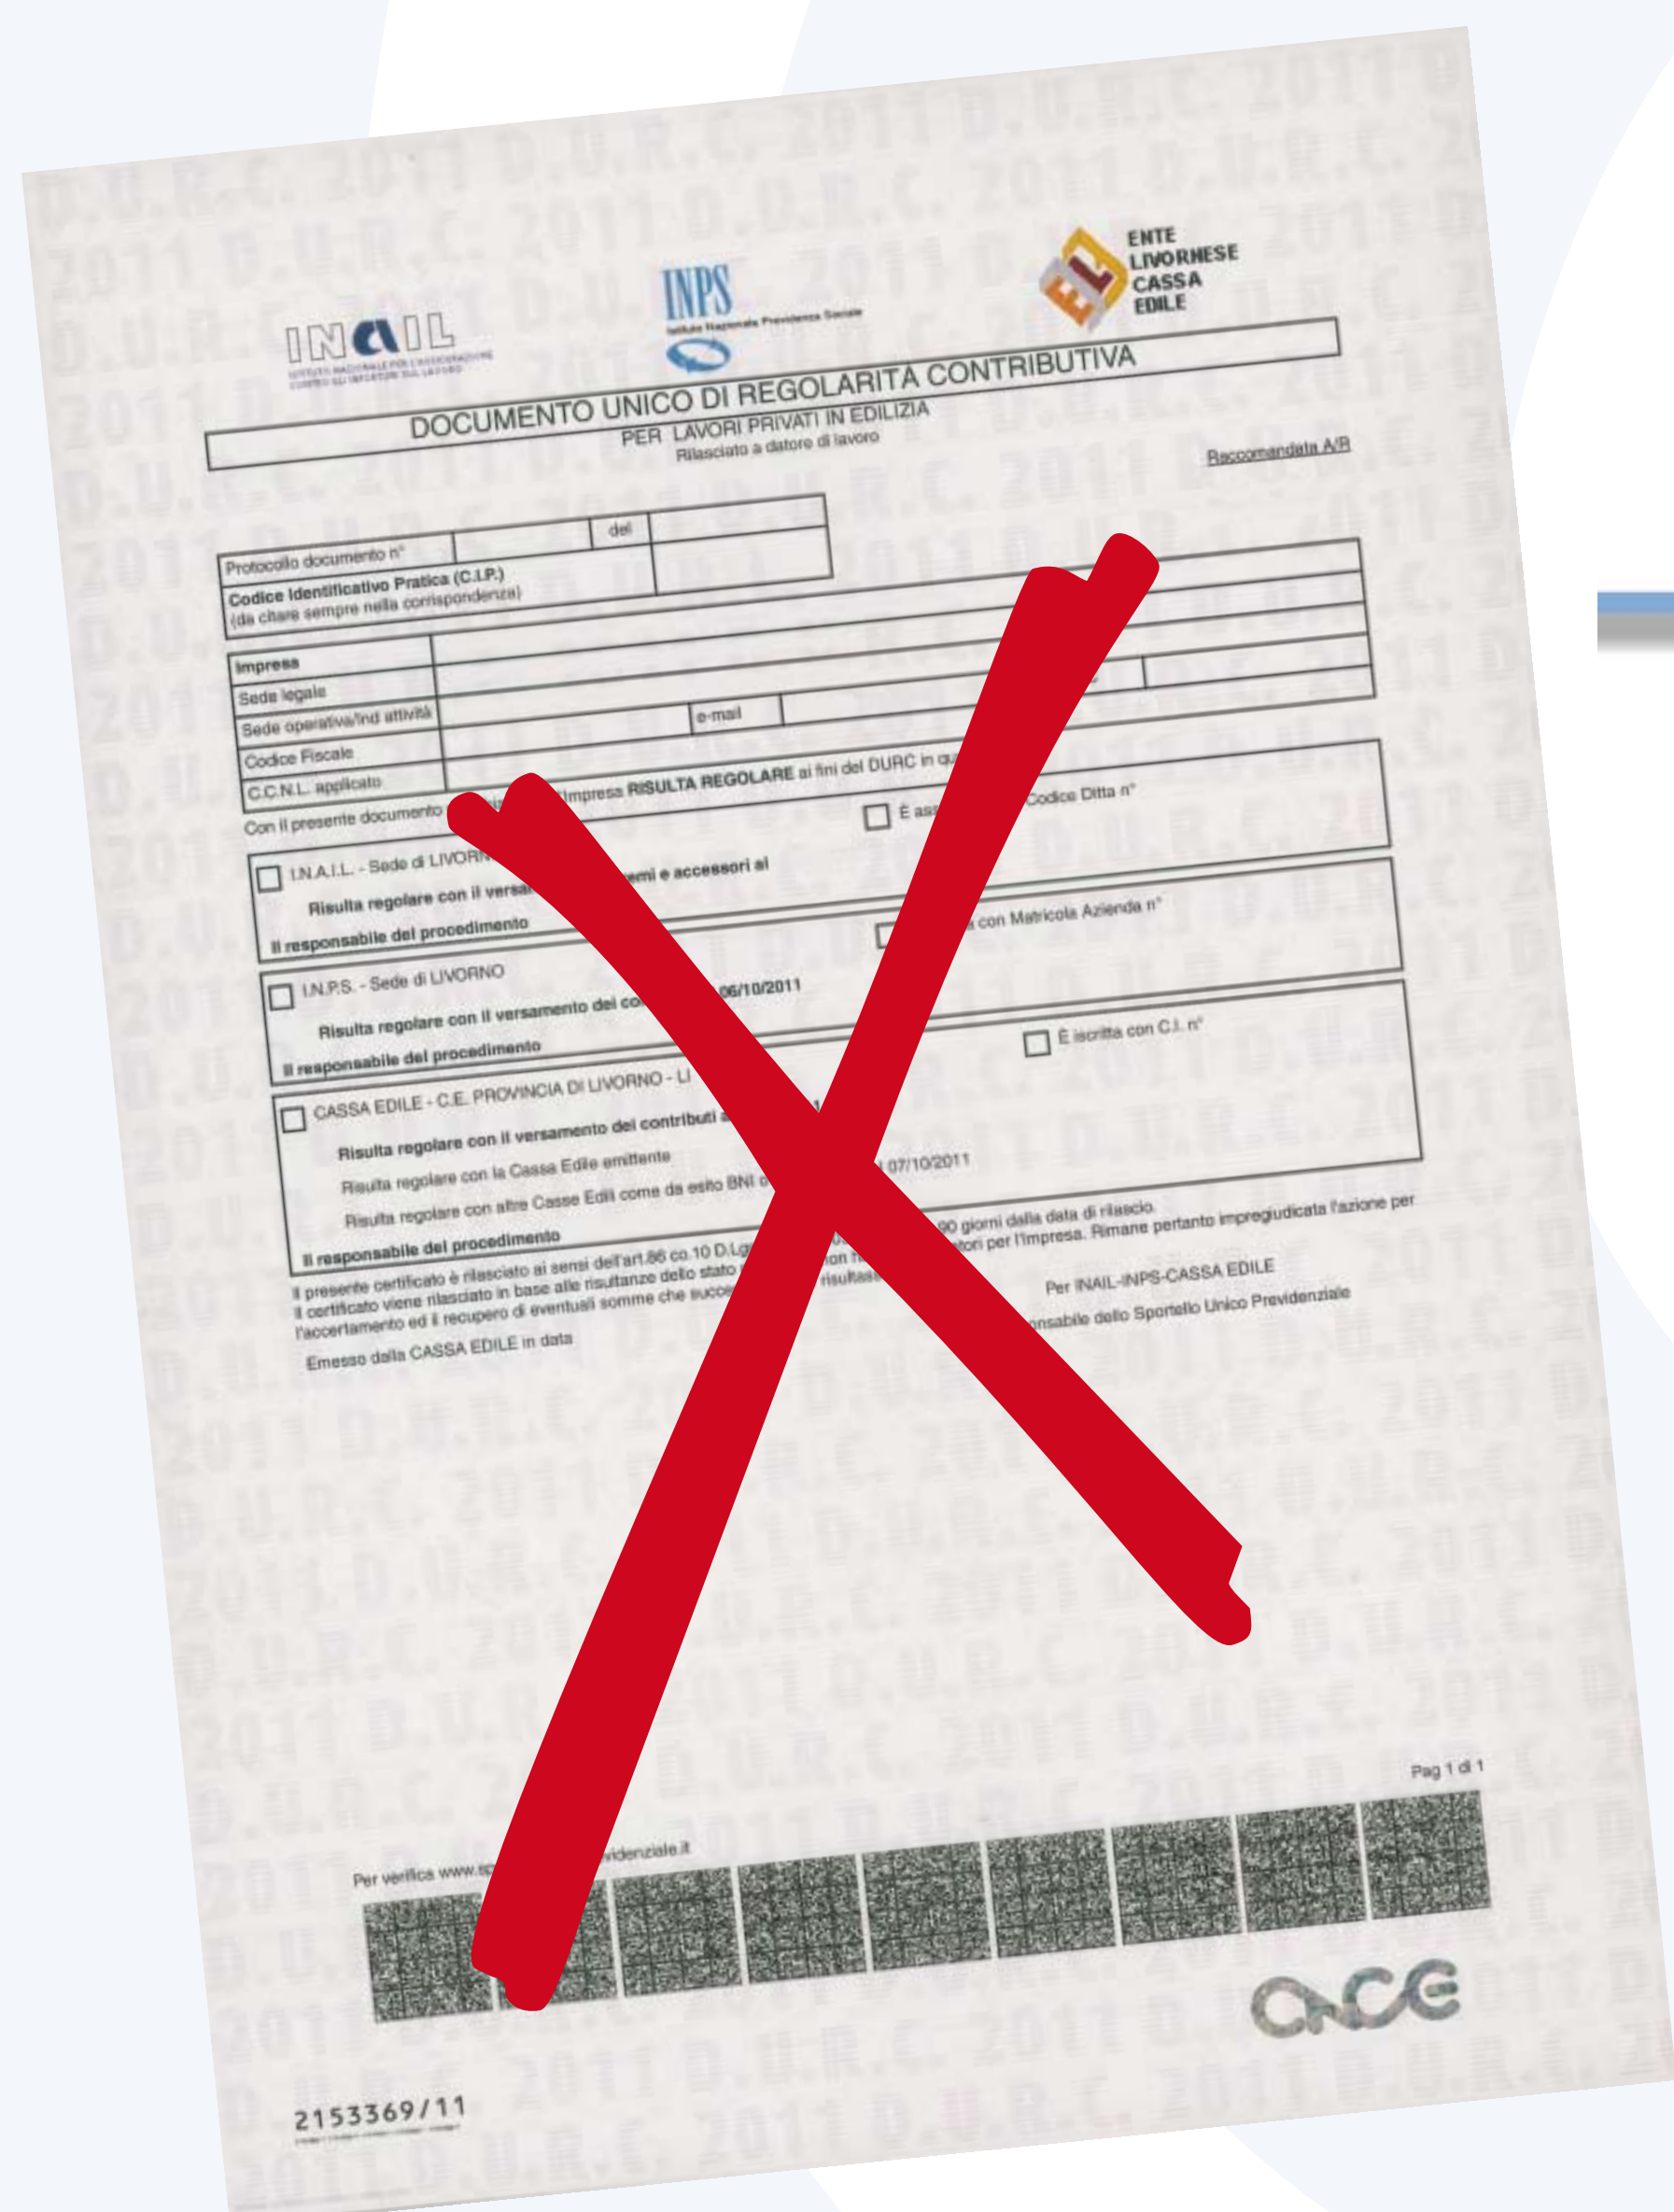 INAIL
INPS
Istituto Nazionale Previdenza Sociale
ENTE
LIVORNESE
CASSA
EDILE
DOCUMENTO UNICO DI REGOLARITÀ CONTRIBUTIVA
PER LAVORI PRIVATI IN EDILIZIA
Rilasciato a datore di lavoro
Raccomandata A/R
Protocollo documento n° del
Codice Identificativo Pratica (C.I.P.)
(da citare sempre nella corrispondenza)
Impresa
Sede legale
Sede operativa/ind attività
Codice Fiscale e-mail
C.C.N.L. applicato
Con il presente documento Impresa RISULTA REGOLARE ai fini del DURC in
I.N.A.I.L. - Sede di È Codice Ditta n°
Risulta regolare con il e accessori al
Il responsabile del procedimento
I.N.P.S. - Sede di LIVORNO con Matricola Azienda n°
Risulta regolare con il versamento dei 06/10/2011
Il responsabile del procedimento
CASSA EDILE - C.E. PROVINCIA DI LIVORNO - LI È iscritta con C.I. n°
Risulta regolare con il versamento dei contributi
Risulta regolare con la Cassa Edile emittente
Risulta regolare con altre Casse Edili come da esito BNI 07/10/2011
Il responsabile del procedimento
Il presente certificato è rilasciato ai sensi dell'art.86 co.10 90 giorni dalla data di rilascio.
Il certificato viene rilasciato in base alle risultanze dello stato per l'impresa. Rimane pertanto impregiudicata l'azione per
l'accertamento ed il recupero di eventuali somme che
Emesso dalla CASSA EDILE in data Per INAIL-INPS-CASSA EDILE
dello Sportello Unico Previdenziale
Pag 1 di 1
Per verifica
CNCE
2153369/11